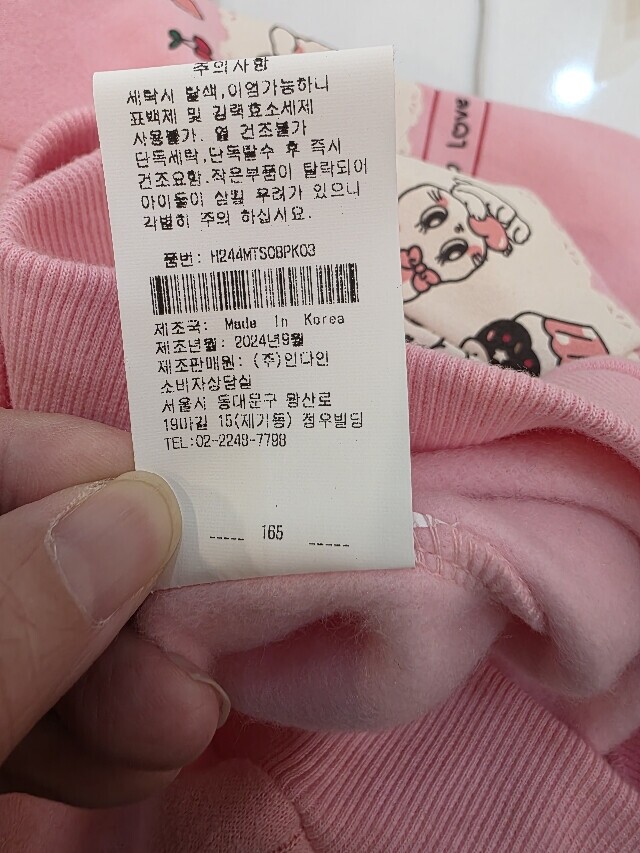 주의사항
세탁시 탈색,이염가능하니
표백제 및 강력효소세제
사용불가. 열 건조불가
단독세탁,단독탈수 후 즉시
건조요함.작은부품이 탈락되어
아이들이 삼킬 우려가 있으니
각별히 주의 하십시요.
품번: H244MTS08PK03
제조국: Made In Korea
제조년월: 2024년9월
제조판매원: (주)인다인
소비자상담실
서울시 동대문구 왕산로
19마길 15(제기동) 정우빌딩
TEL:02-2248-7798
----- 165 -----
Love